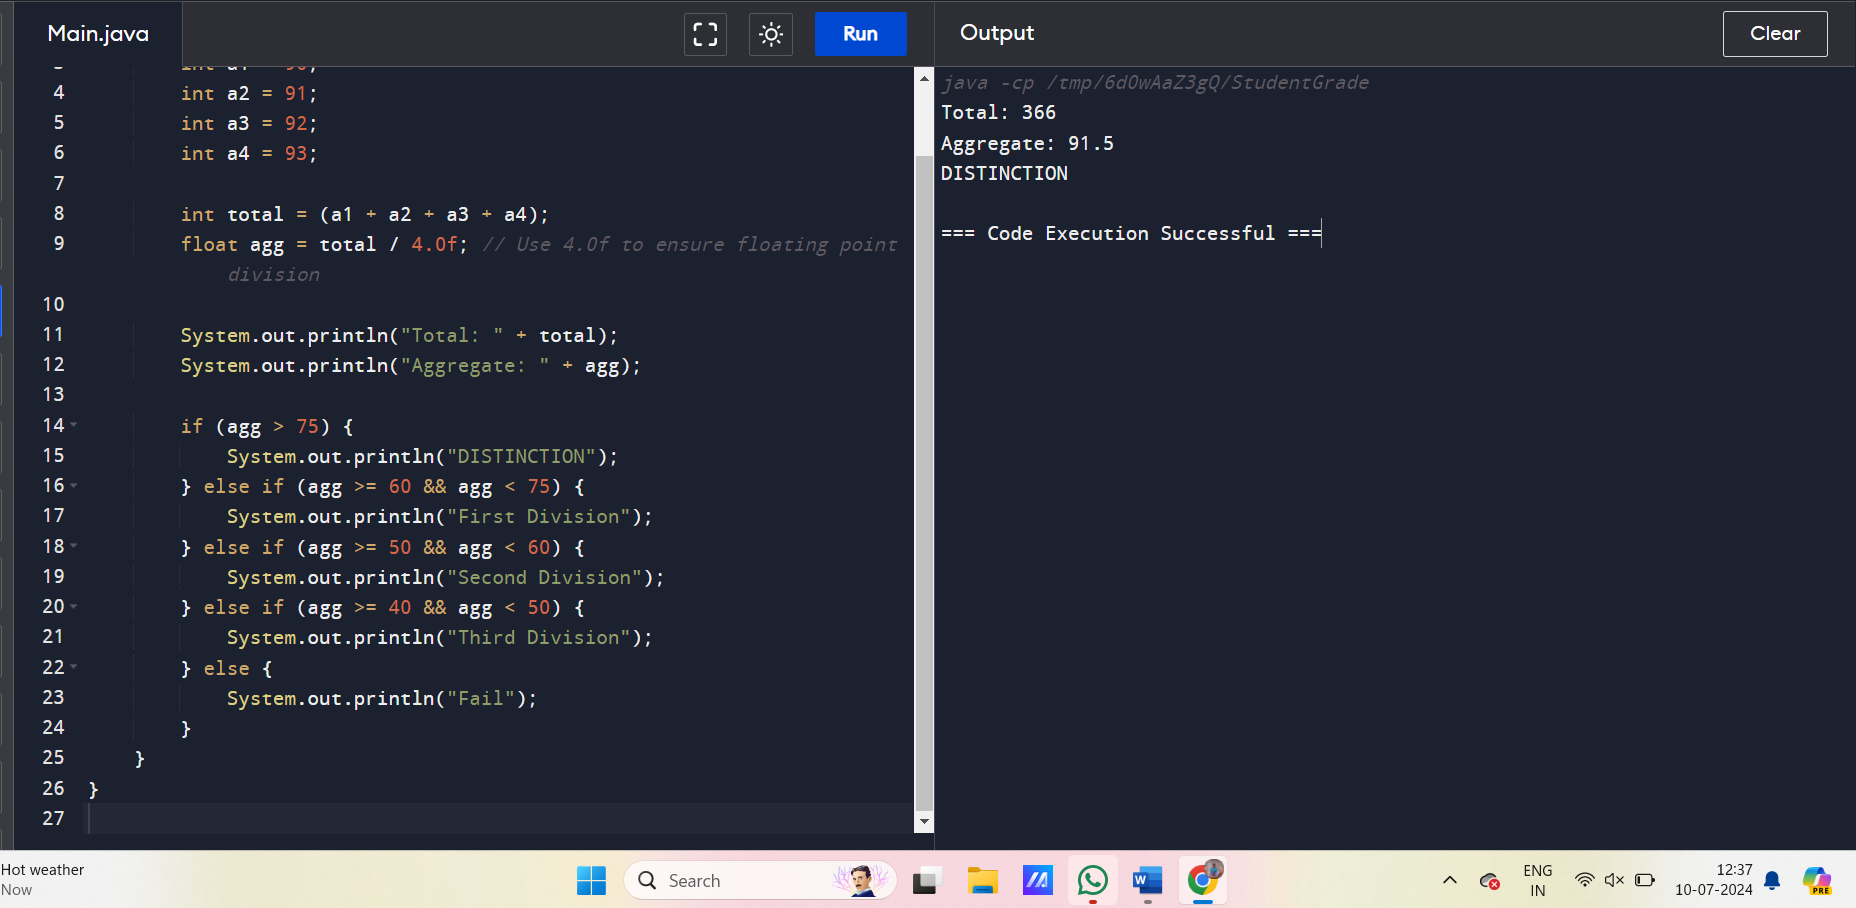 Main.java
Run
Output
Clear
4 int a2 = 91;
5 int a3 = 92;
6 int a4 = 93;
7
8 int total = (a1 + a2 + a3 + a4);
9 float agg = total / 4.0f; // Use 4.0f to ensure floating point
division
10
11 System.out.println("Total: " + total);
12 System.out.println("Aggregate: " + agg);
13
14 if (agg > 75) {
15 System.out.println("DISTINCTION");
16 } else if (agg >= 60 && agg < 75) {
17 System.out.println("First Division");
18 } else if (agg >= 50 && agg < 60) {
19 System.out.println("Second Division");
20 } else if (agg >= 40 && agg < 50) {
21 System.out.println("Third Division");
22 } else {
23 System.out.println("Fail");
24 }
25 }
26 }
27
java -cp /tmp/6d0wAaZ3gQ/StudentGrade
Total: 366
Aggregate: 91.5
DISTINCTION
=== Code Execution Successful ===
Hot weather
Now
Search
W
PRE
ENG
IN
12:37
10-07-2024